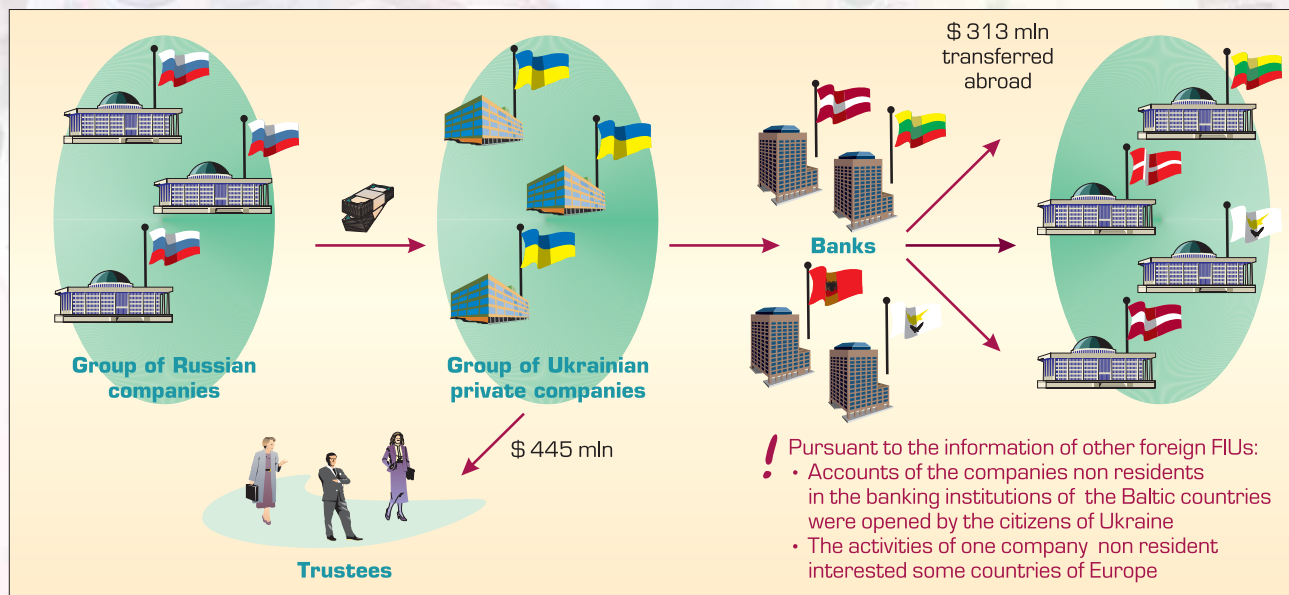 $ 313 mln
transferred
abroad
Banks
Group of Russian
companies
Group of Ukrainian
private companies
$ 445 mln
Trustees
! Pursuant to the information of other foreign FIUs:
• Accounts of the companies non residents
in the banking institutions of the Baltic countries
were opened by the citizens of Ukraine
• The activities of one company non resident
interested some countries of Europe